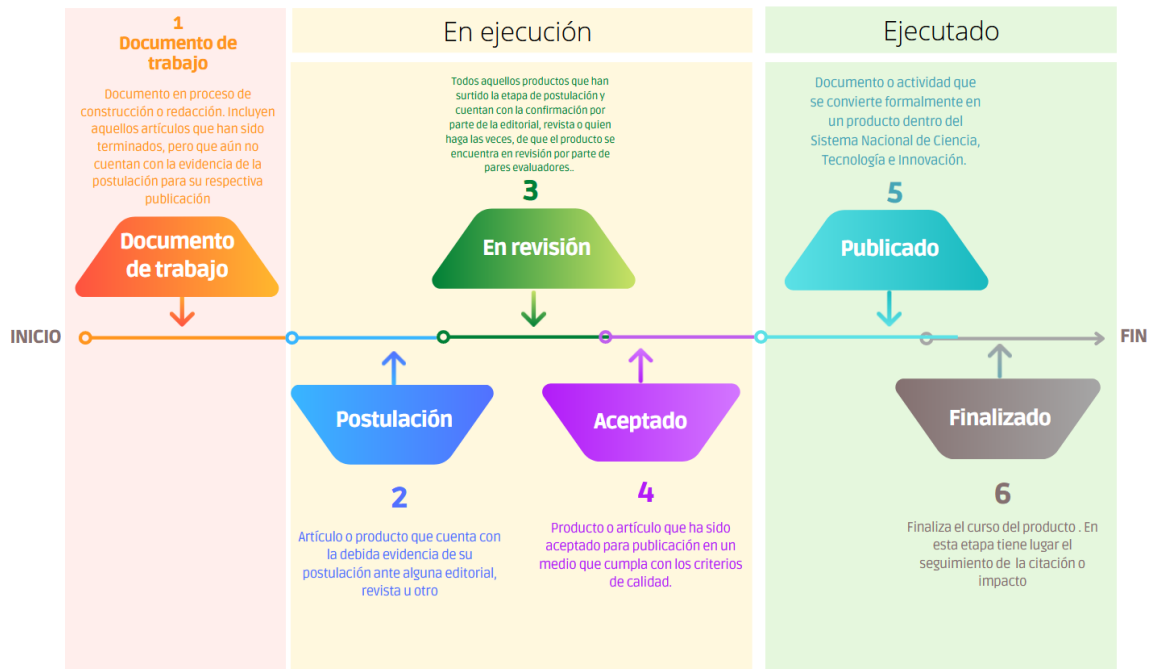 1
Documento de
trabajo
Documento en proceso de
construcción o redacción. Incluyen
aquellos artículos que han sido
terminados, pero que aún no
cuentan con la evidencia de la
postulación para su respectiva
publicación
Documento
de trabajo
En ejecución
Todos aquellos productos que han
surtido la etapa de postulación y
cuentan con la confirmación por
parte de la editorial, revista o quien
haga las veces, de que el producto se
encuentra en revisión por parte de
pares evaluadores..
3
En revisión
Ejecutado
Documento o actividad que
se convierte formalmente en
un producto dentro del
Sistema Nacional de Ciencia,
Tecnología e Innovación.
5
Publicado
INICIO
FIN
Postulación
2
Artículo o producto que cuenta con
la debida evidencia de su
postulación ante alguna editorial,
revista u otro
Aceptado
4
Producto o artículo que ha sido
aceptado para publicación en un
medio que cumpla con los criterios
de calidad.
Finalizado
6
Finaliza el curso del producto . En
esta etapa tiene lugar el
seguimiento de la citación o
impacto